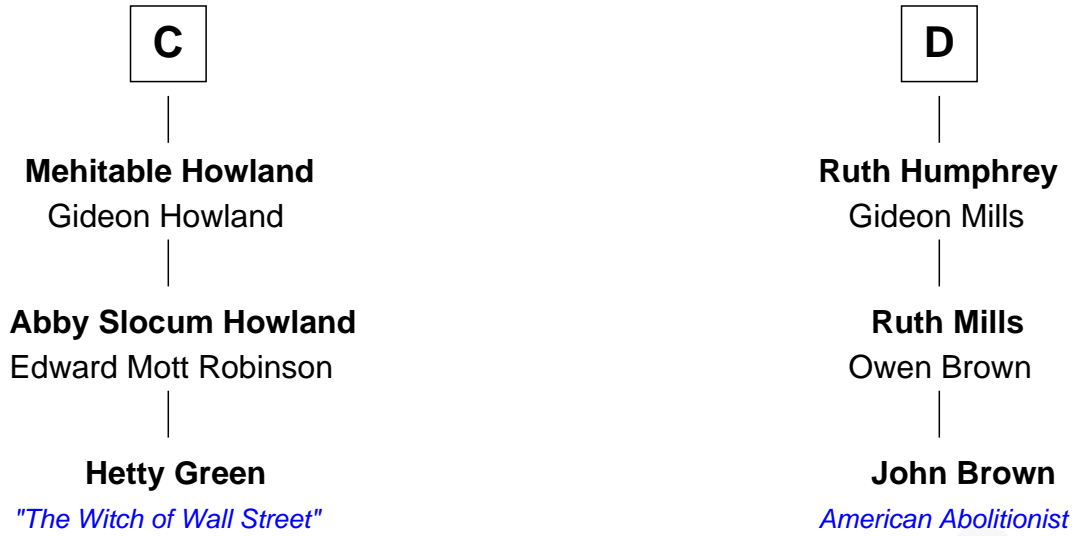 C
Mehitable Howland
Gideon Howland
Abby Slocum Howland
Edward Mott Robinson
Hetty Green
"The Witch of Wall Street"
D
Ruth Humphrey
Gideon Mills
Ruth Mills
Owen Brown
John Brown
American Abolitionist